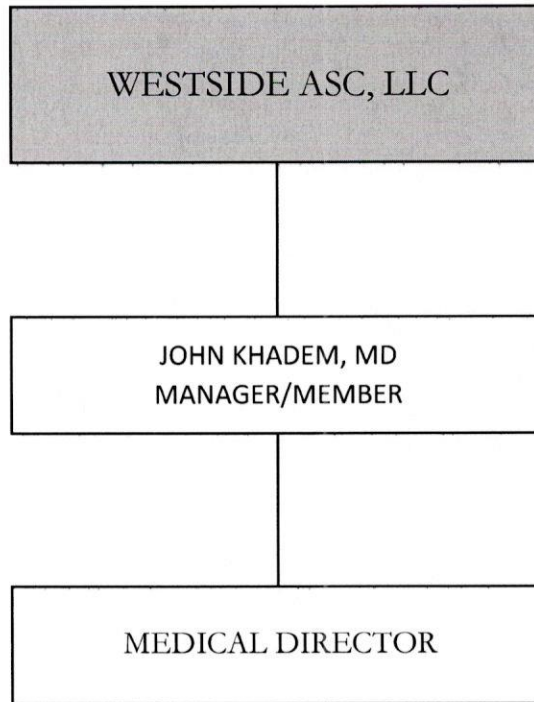 WESTSIDE ASC, LLC
JOHN KHADEM, MD
MANAGER/MEMBER
MEDICAL DIRECTOR